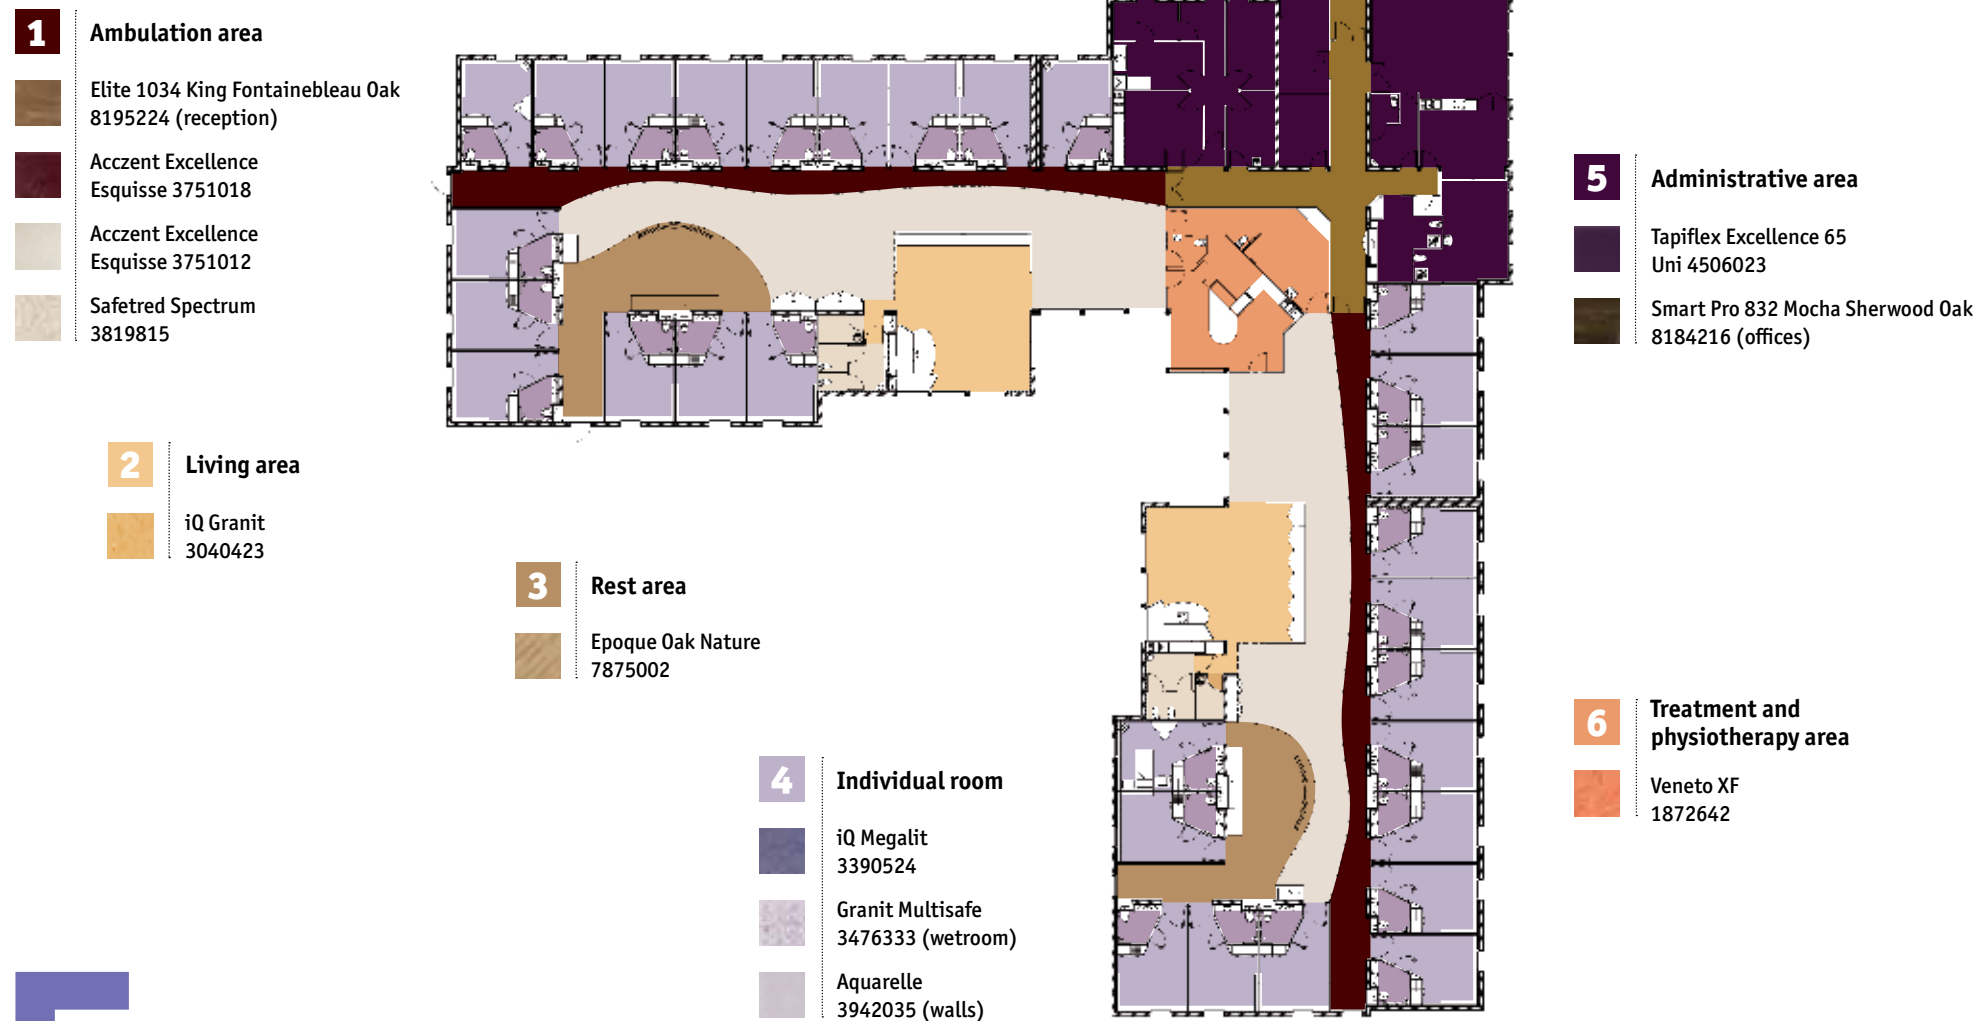 1
Ambulation area
Elite 1034 King Fontainebleau Oak
8195224 (reception)
Acczent Excellence
Esquisse 3751018
Acczent Excellence
Esquisse 3751012
Safetred Spectrum
3819815
2
Living area
iQ Granit
3040423
3
Rest area
Epoque Oak Nature
7875002
4
Individual room
iQ Megalit
3390524
Granit Multisafe
3476333 (wetroom)
Aquarelle
3942035 (walls)
5
Administrative area
Tapiflex Excellence 65
Uni 4506023
Smart Pro 832 Mocha Sherwood Oak
8184216 (offices)
6
Treatment and
physiotherapy area
Veneto XF
1872642